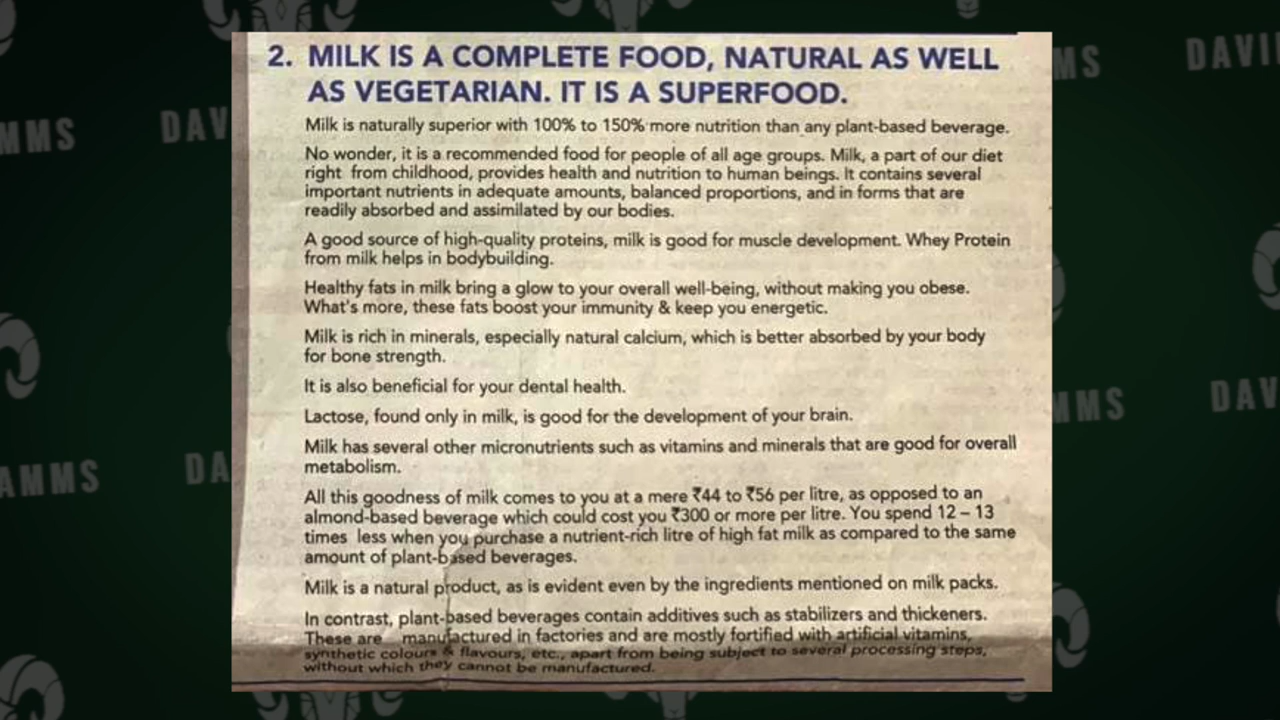 2. MILK IS A COMPLETE FOOD, NATURAL AS WELL
AS VEGETARIAN. IT IS A SUPERFOOD.
Milk is naturally superior with 100% to 150% more nutrition than any plant-based beverage.
No wonder, it is a recommended food for people of all age groups. Milk, a part of our diet
right from childhood, provides health and nutrition to human beings. It contains several
important nutrients in adequate amounts, balanced proportions, and in forms that are
readily absorbed and assimilated by our bodies.
A good source of high-quality proteins, milk is good for muscle development. Whey Protein
from milk helps in bodybuilding.
Healthy fats in milk bring a glow to your overall well-being, without making you obese.
What's more, these fats boost your immunity & keep you energetic.
Milk is rich in minerals, especially natural calcium, which is better absorbed by your body
for bone strength.
It is also beneficial for your dental health.
Lactose, found only in milk, is good for the development of your brain.
Milk has several other micronutrients such as vitamins and minerals that are good for overall
metabolism.
All this goodness of milk comes to you at a mere ₹44 to ₹56 per litre, as opposed to an
almond-based beverage which could cost you ₹300 or more per litre. You spend 12 – 13
times less when you purchase a nutrient-rich litre of high fat milk as compared to the same
amount of plant-based beverages.
Milk is a natural product, as is evident even by the ingredients mentioned on milk packs.
In contrast, plant-based beverages contain additives such as stabilizers and thickeners.
These are manufactured in factories and are mostly fortified with artificial vitamins,
synthetic colours & flavours, etc., apart from being subject to several processing steps,
without which they cannot be manufactured.
MMS
DAV
MS
DAVI
AMMS
DA
MMS
DAV